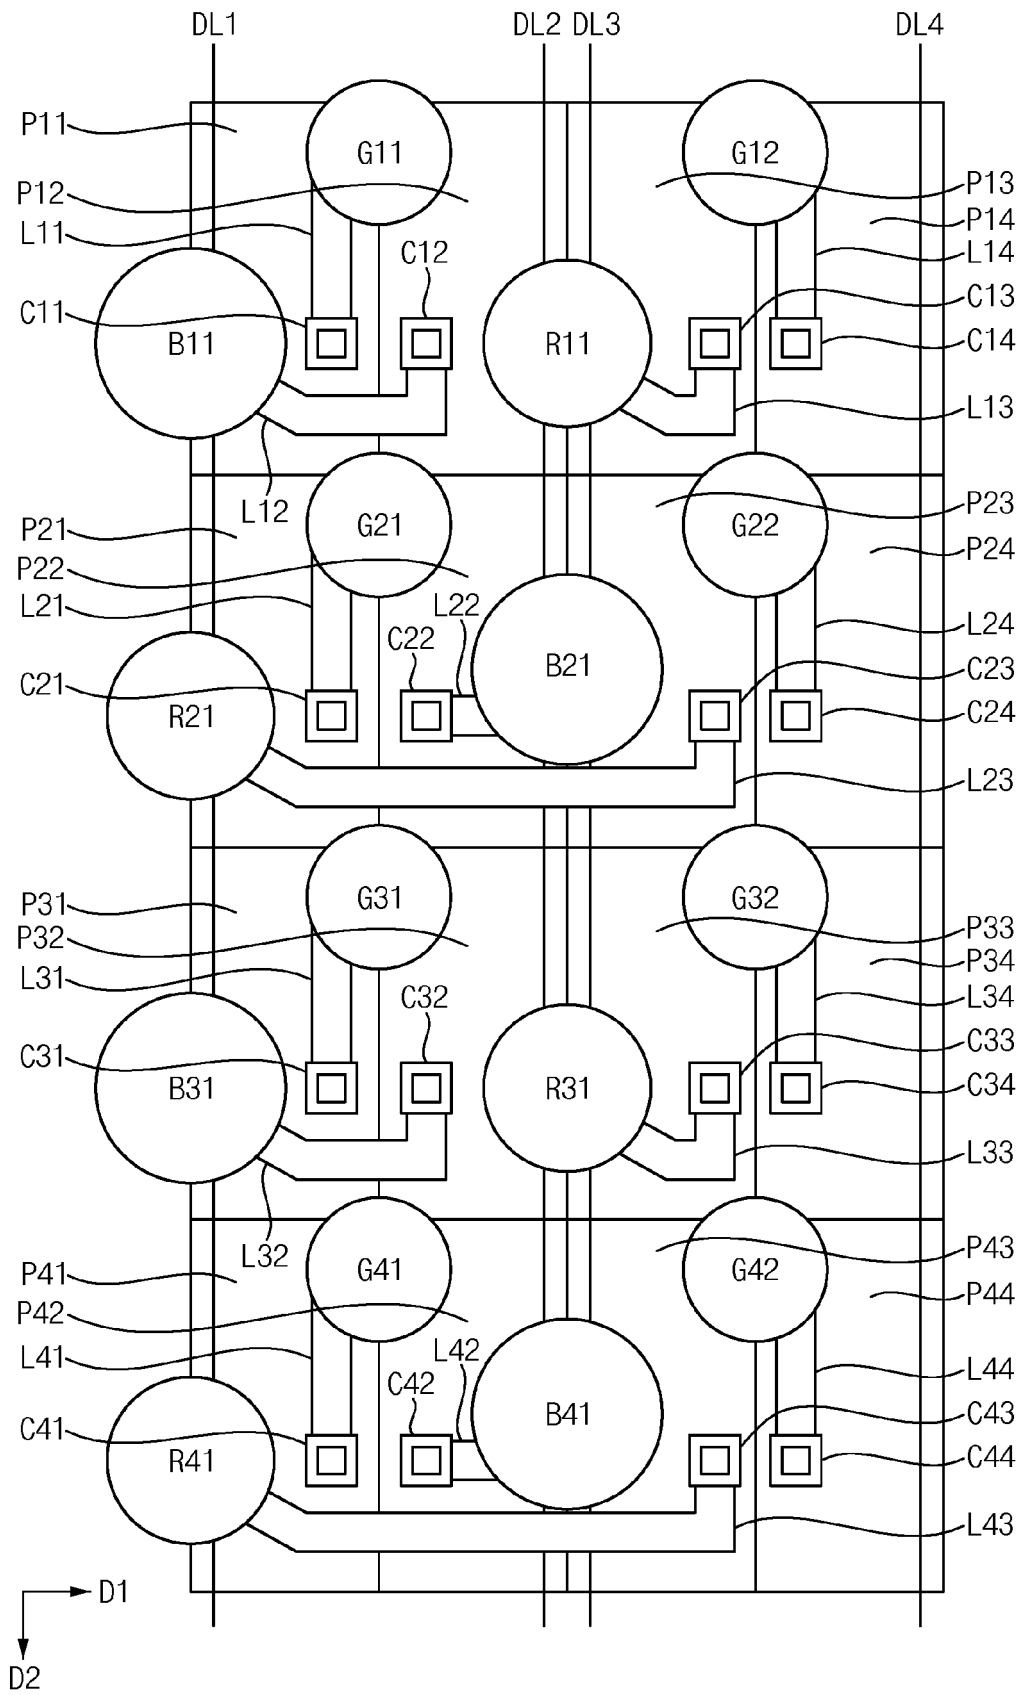 DL1 DL2 DL3 DL4
P11 G11 G12
P12 P13
L11 P14
C12 L14
C11 B11 R11 C13
C14
L13
L12
P21 G21 G22 P23
P22 P24
L21 L22 L24
C22 B21 C23
C21 R21 C24
L23
P31 G31 G32
P32 P33
L31 P34
C32 L34
C31 B31 R31 C33
C34
L33
L32
P41 G41 G42 P43
P42 P44
L41 L42 L44
C42 B41 C43
C41 R41 C44
L43
D1
D2